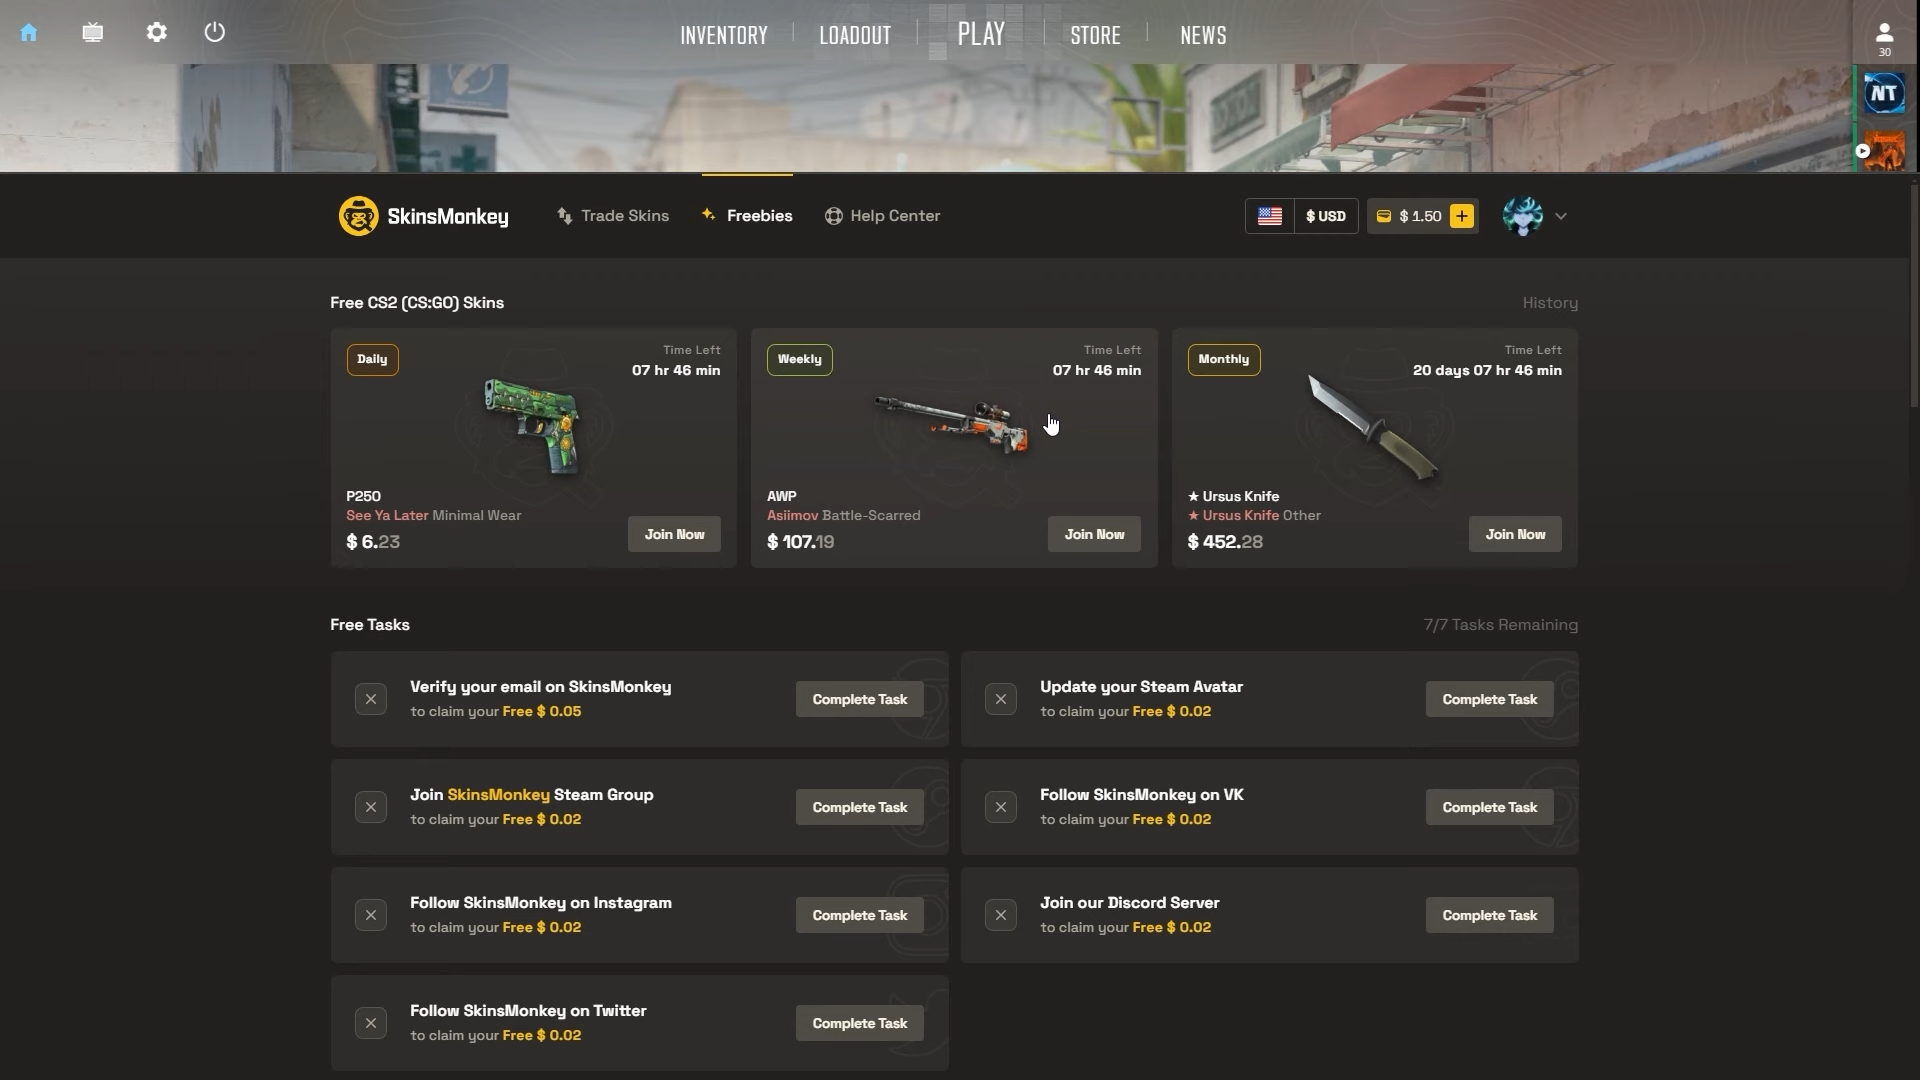 INVENTORY
LOADOUT
PLAY
STORE
NEWS
30
NT
SkinsMonkey
Trade Skins
Freebies
Help Center
$ USD
$ 1.50
Free CS2 (CS:GO) Skins
History
Daily
Time Left
07 hr 46 min
P250
See Ya Later Minimal Wear
$ 6.23
Join Now
Weekly
Time Left
07 hr 46 min
AWP
Asiimov Battle-Scarred
$ 107.19
Join Now
Monthly
Time Left
20 days 07 hr 46 min
★ Ursus Knife
★ Ursus Knife Other
$ 452.28
Join Now
Free Tasks
7/7 Tasks Remaining
Verify your email on SkinsMonkey
to claim your Free $ 0.05
Complete Task
Update your Steam Avatar
to claim your Free $ 0.02
Complete Task
Join SkinsMonkey Steam Group
to claim your Free $ 0.02
Complete Task
Follow SkinsMonkey on VK
to claim your Free $ 0.02
Complete Task
Follow SkinsMonkey on Instagram
to claim your Free $ 0.02
Complete Task
Join our Discord Server
to claim your Free $ 0.02
Complete Task
Follow SkinsMonkey on Twitter
to claim your Free $ 0.02
Complete Task